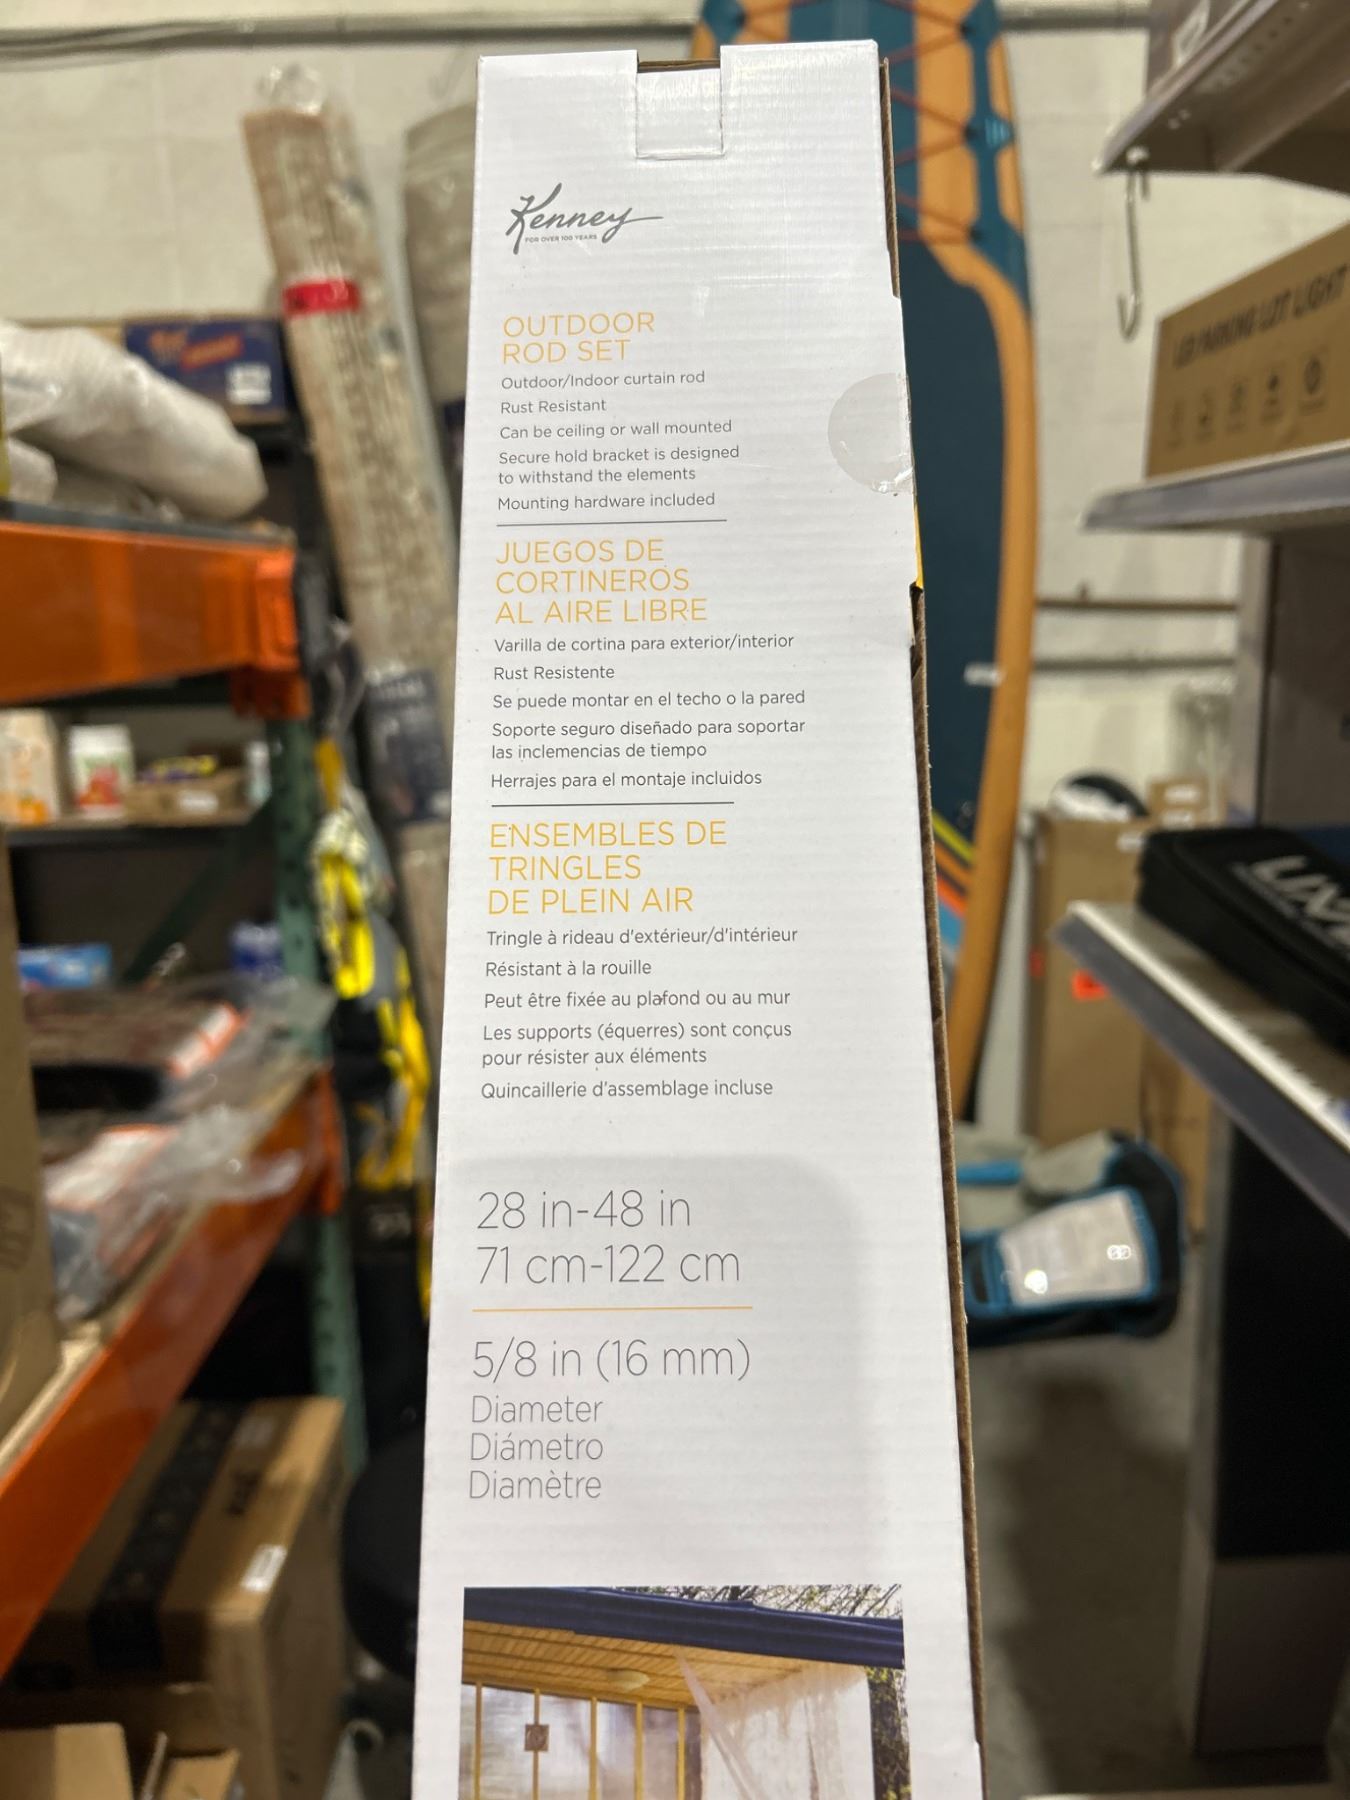 Kenney
FOR OVER 100 YEARS
OUTDOOR
ROD SET
Outdoor/Indoor curtain rod
Rust Resistant
Can be ceiling or wall mounted
Secure hold bracket is designed
to withstand the elements
Mounting hardware included
JUEGOS DE
CORTINEROS
AL AIRE LIBRE
Varilla de cortina para exterior/interior
Rust Resistente
Se puede montar en el techo o la pared
Soporte seguro diseñado para soportar
las inclemencias de tiempo
Herrajes para el montaje incluidos
ENSEMBLES DE
TRINGLES
DE PLEIN AIR
Tringle à rideau d'extérieur/d'intérieur
Résistant à la rouille
Peut être fixée au plafond ou au mur
Les supports (équerres) sont conçus
pour résister aux éléments
Quincaillerie d'assemblage incluse
28 in-48 in
71 cm-122 cm
5/8 in (16 mm)
Diameter
Diámetro
Diamètre
LED PARKING LOT LIGHT